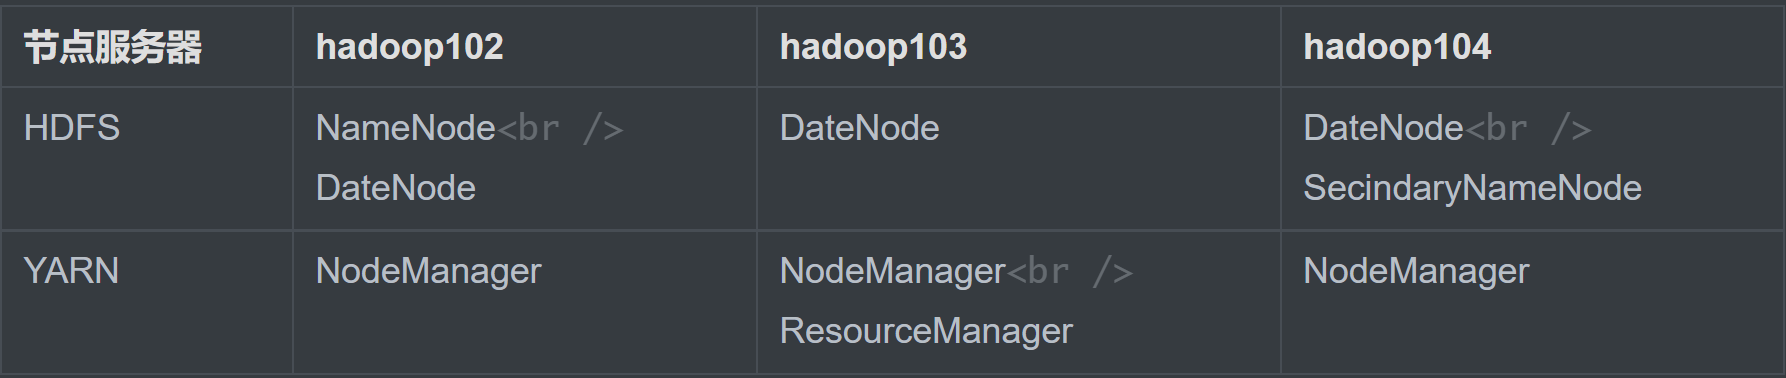 节点服务器 hadoop102 hadoop103 hadoop104
HDFS NameNode<br /> DateNode DateNode<br />
DateNode SecindaryNameNode
YARN NodeManager NodeManager<br /> NodeManager
ResourceManager